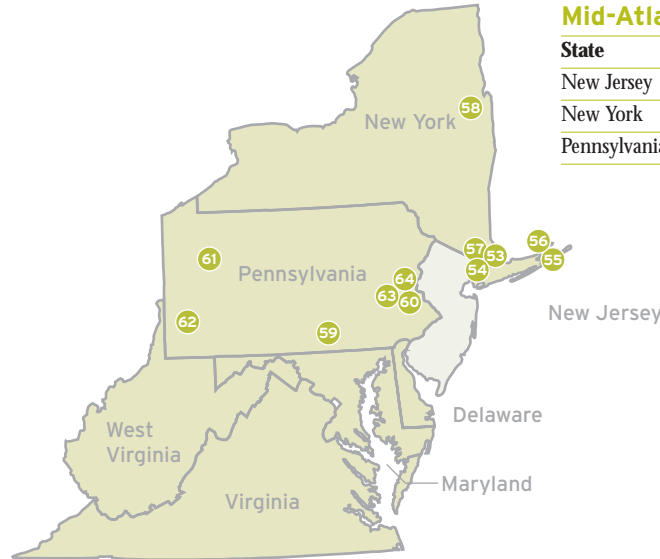 Mid-Atla
State
New Jersey
New York
Pennsylvania
New York
58
57
53
56
54
55
61
Pennsylvania
64
63
60
62
59
New Jersey
Delaware
West
Virginia
Maryland
Virginia